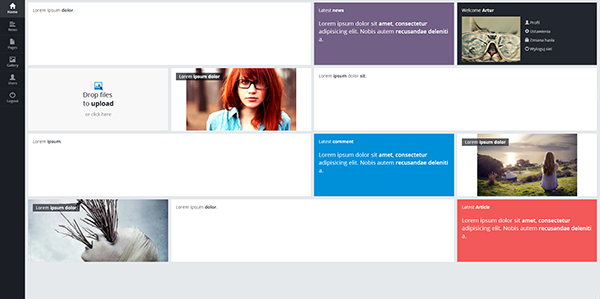 Home
News
Pages
Gallery
Users
Logout
Lorem ipsum dolor.
Latest news
Lorem ipsum dolor sit amet, consectetur
adipisicing elit. Nobis autem recusandae deleniti
a.
Welcome Artur
Profil
Ustawienia
Zmiana hasła
Wyloguj się!
Drop files
to upload
or click here
Lorem ipsum dolor
Lorem ipsum dolor sit.
Lorem ipsum
Latest comment
Lorem ipsum dolor sit amet, consectetur
adipisicing elit. Nobis autem recusandae deleniti
a.
Lorem ipsum dolor
Lorem ipsum dolor
Lorem ipsum dolor.
Latest Article
Lorem ipsum dolor sit amet, consectetur
adipisicing elit. Nobis autem recusandae deleniti
a.